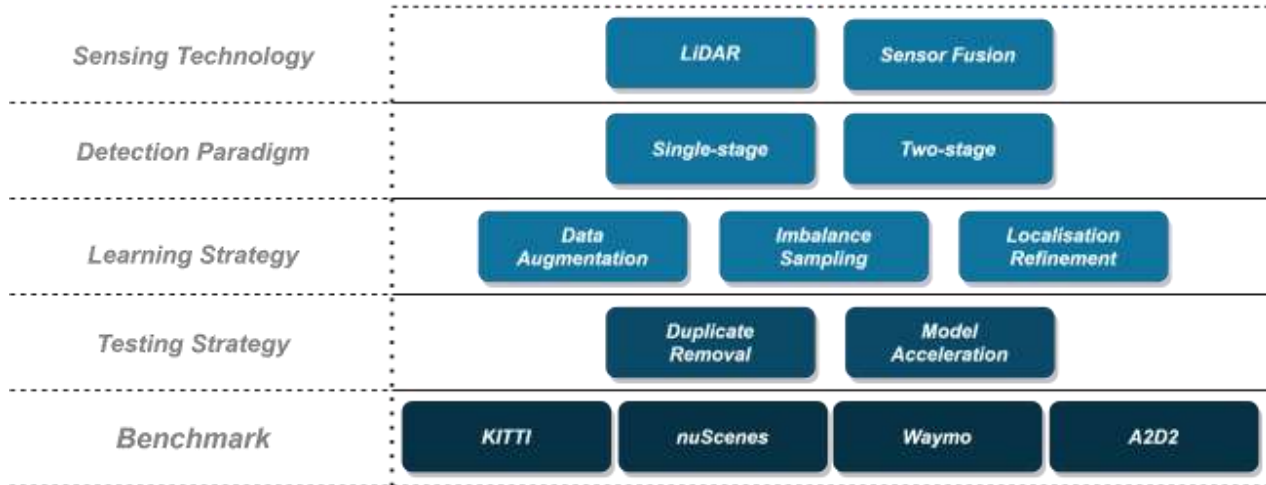 Sensing Technology
LiDAR
Sensor Fusion
Detection Paradigm
Single-stage
Two-stage
Learning Strategy
Data
Augmentation
Imbalance
Sampling
Localisation
Refinement
Testing Strategy
Duplicate
Removal
Model
Acceleration
Benchmark
KITTI
nuScenes
Waymo
A2D2